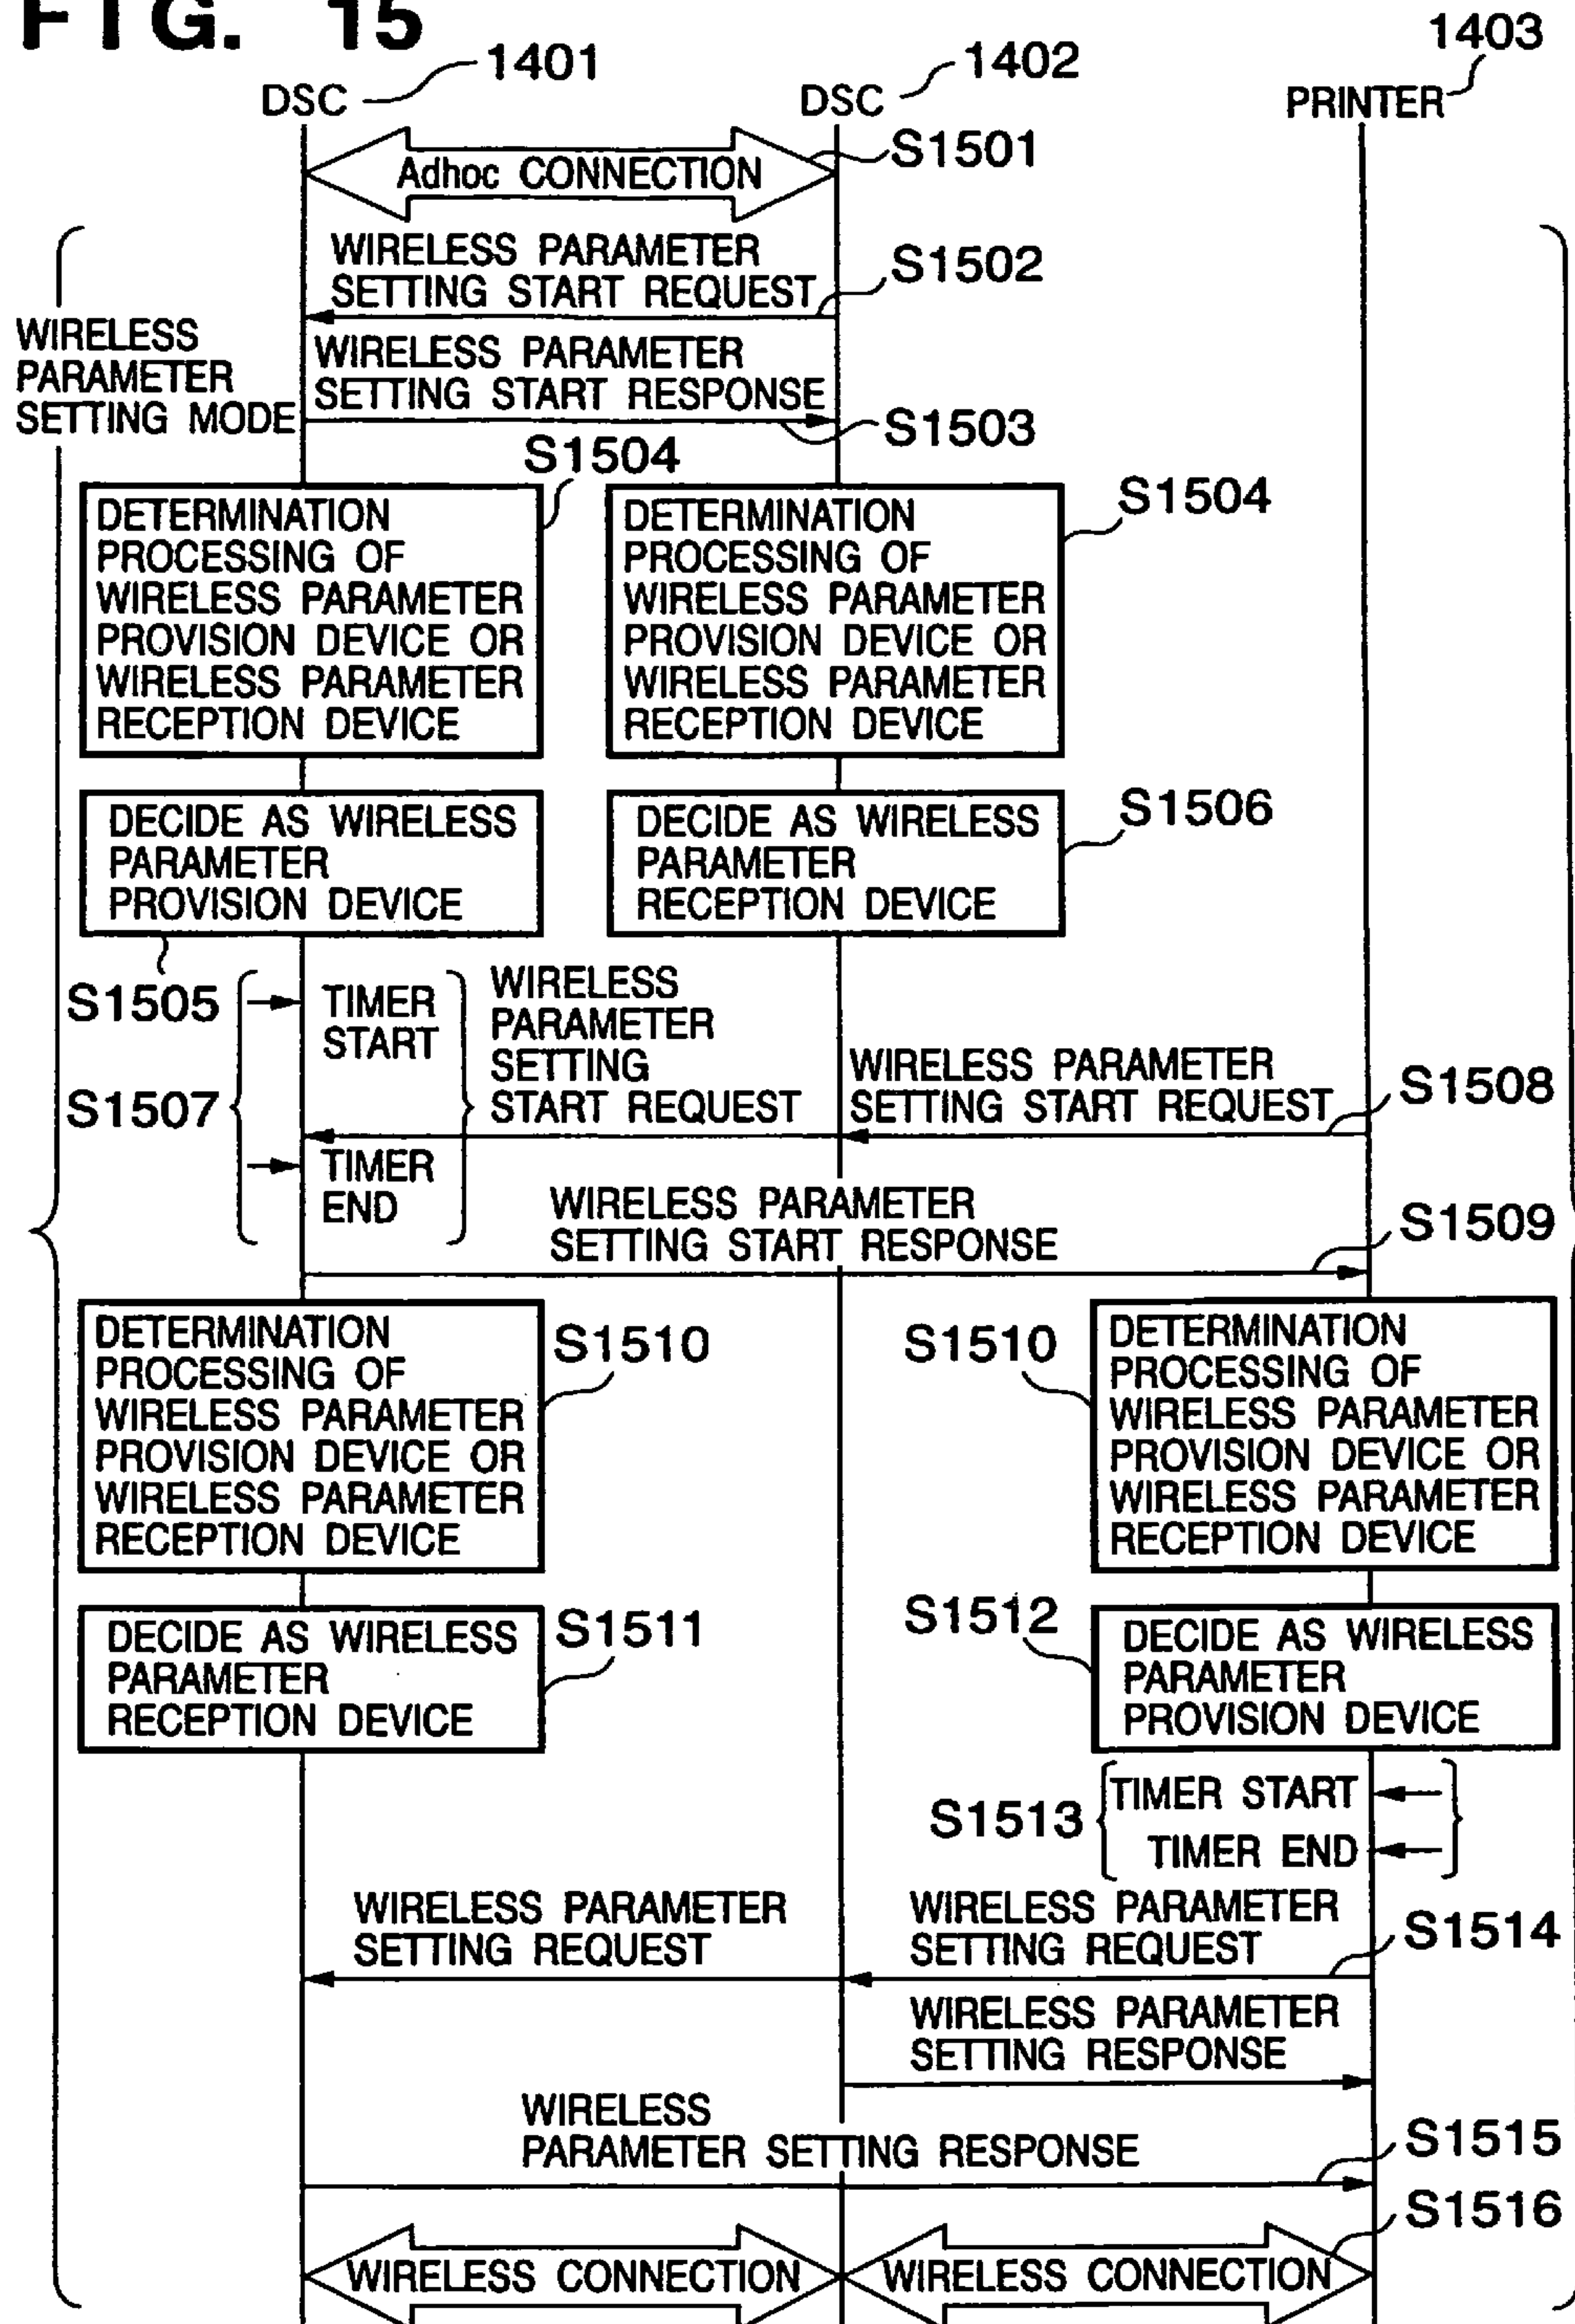 FIG. 15
1401
1402
1403
DSC
DSC
PRINTER
S1501
Adhoc CONNECTION
WIRELESS PARAMETER
SETTING START REQUEST
S1502
WIRELESS
PARAMETER
SETTING MODE
WIRELESS PARAMETER
SETTING START RESPONSE
S1503
S1504
S1504
DETERMINATION
PROCESSING OF
WIRELESS PARAMETER
PROVISION DEVICE OR
WIRELESS PARAMETER
RECEPTION DEVICE
DETERMINATION
PROCESSING OF
WIRELESS PARAMETER
PROVISION DEVICE OR
WIRELESS PARAMETER
RECEPTION DEVICE
DECIDE AS WIRELESS
PARAMETER
PROVISION DEVICE
DECIDE AS WIRELESS
PARAMETER
RECEPTION DEVICE
S1506
S1505
S1507
TIMER
START
TIMER
END
WIRELESS
PARAMETER
SETTING
START REQUEST
WIRELESS PARAMETER
SETTING START REQUEST
S1508
WIRELESS PARAMETER
SETTING START RESPONSE
S1509
DETERMINATION
PROCESSING OF
WIRELESS PARAMETER
PROVISION DEVICE OR
WIRELESS PARAMETER
RECEPTION DEVICE
S1510
S1510
DETERMINATION
PROCESSING OF
WIRELESS PARAMETER
PROVISION DEVICE OR
WIRELESS PARAMETER
RECEPTION DEVICE
DECIDE AS WIRELESS
PARAMETER
RECEPTION DEVICE
S1511
S1512
DECIDE AS WIRELESS
PARAMETER
PROVISION DEVICE
S1513
TIMER START
TIMER END
WIRELESS PARAMETER
SETTING REQUEST
WIRELESS PARAMETER
SETTING REQUEST
S1514
WIRELESS PARAMETER
SETTING RESPONSE
WIRELESS
PARAMETER SETTING RESPONSE
S1515
S1516
WIRELESS CONNECTION
WIRELESS CONNECTION